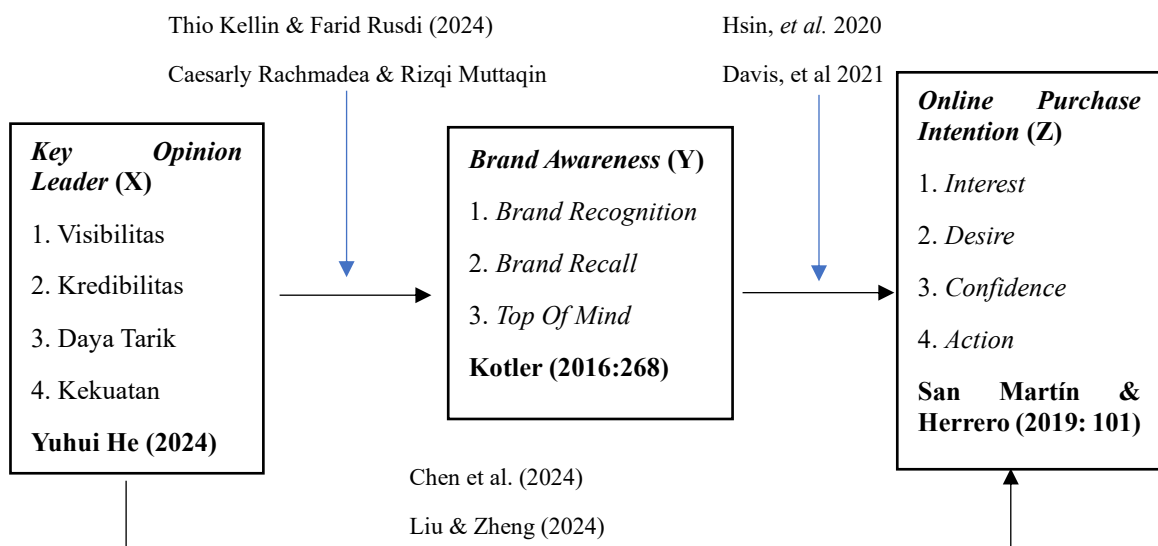 Thio Kellin & Farid Rusdi (2024)
Caesarly Rachmadea & Rizqi Muttaqin
Hsin, et al. 2020
Davis, et al 2021
Key Opinion
Leader (X)
1. Visibilitas
2. Kredibilitas
3. Daya Tarik
4. Kekuatan
Yuhui He (2024)
Brand Awareness (Y)
1. Brand Recognition
2. Brand Recall
3. Top Of Mind
Kotler (2016:268)
Online Purchase
Intention (Z)
1. Interest
2. Desire
3. Confidence
4. Action
San Martín &
Herrero (2019: 101)
Chen et al. (2024)
Liu & Zheng (2024)